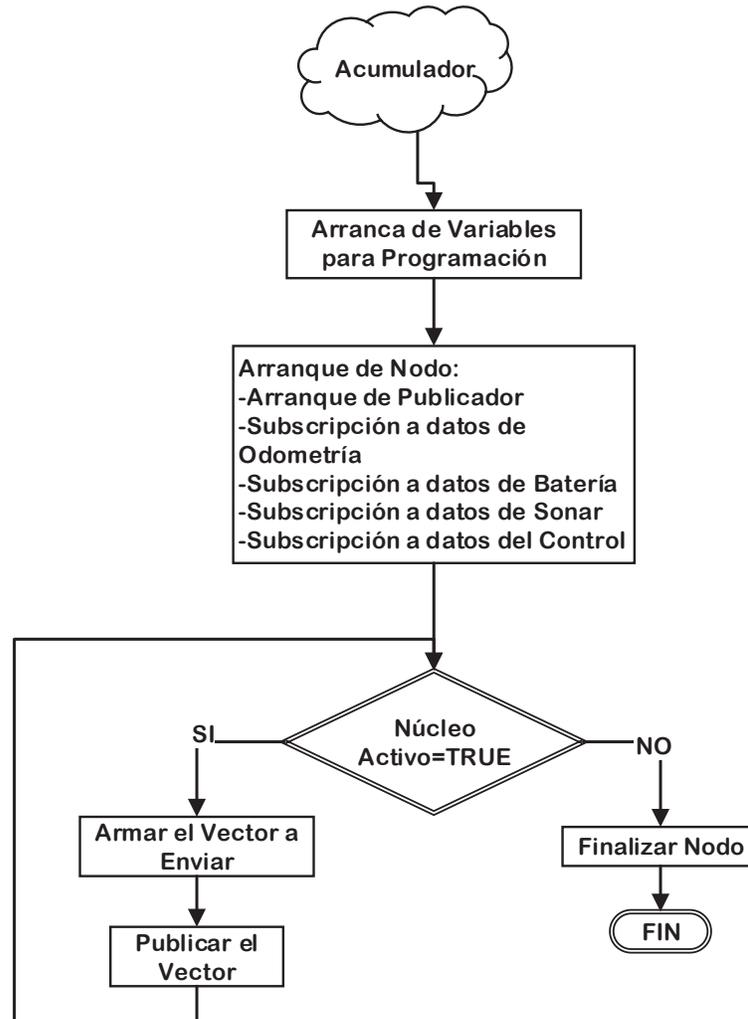 Acumulador
Arranca de Variables
para Programación
Arranque de Nodo:
-Arranque de Publicador
-Subscripción a datos de
Odometría
-Subscripción a datos de Batería
-Subscripción a datos de Sonar
-Subscripción a datos del Control
Núcleo
Activo=TRUE
SI
NO
Armar el Vector a
Enviar
Finalizar Nodo
Publicar el
Vector
FIN